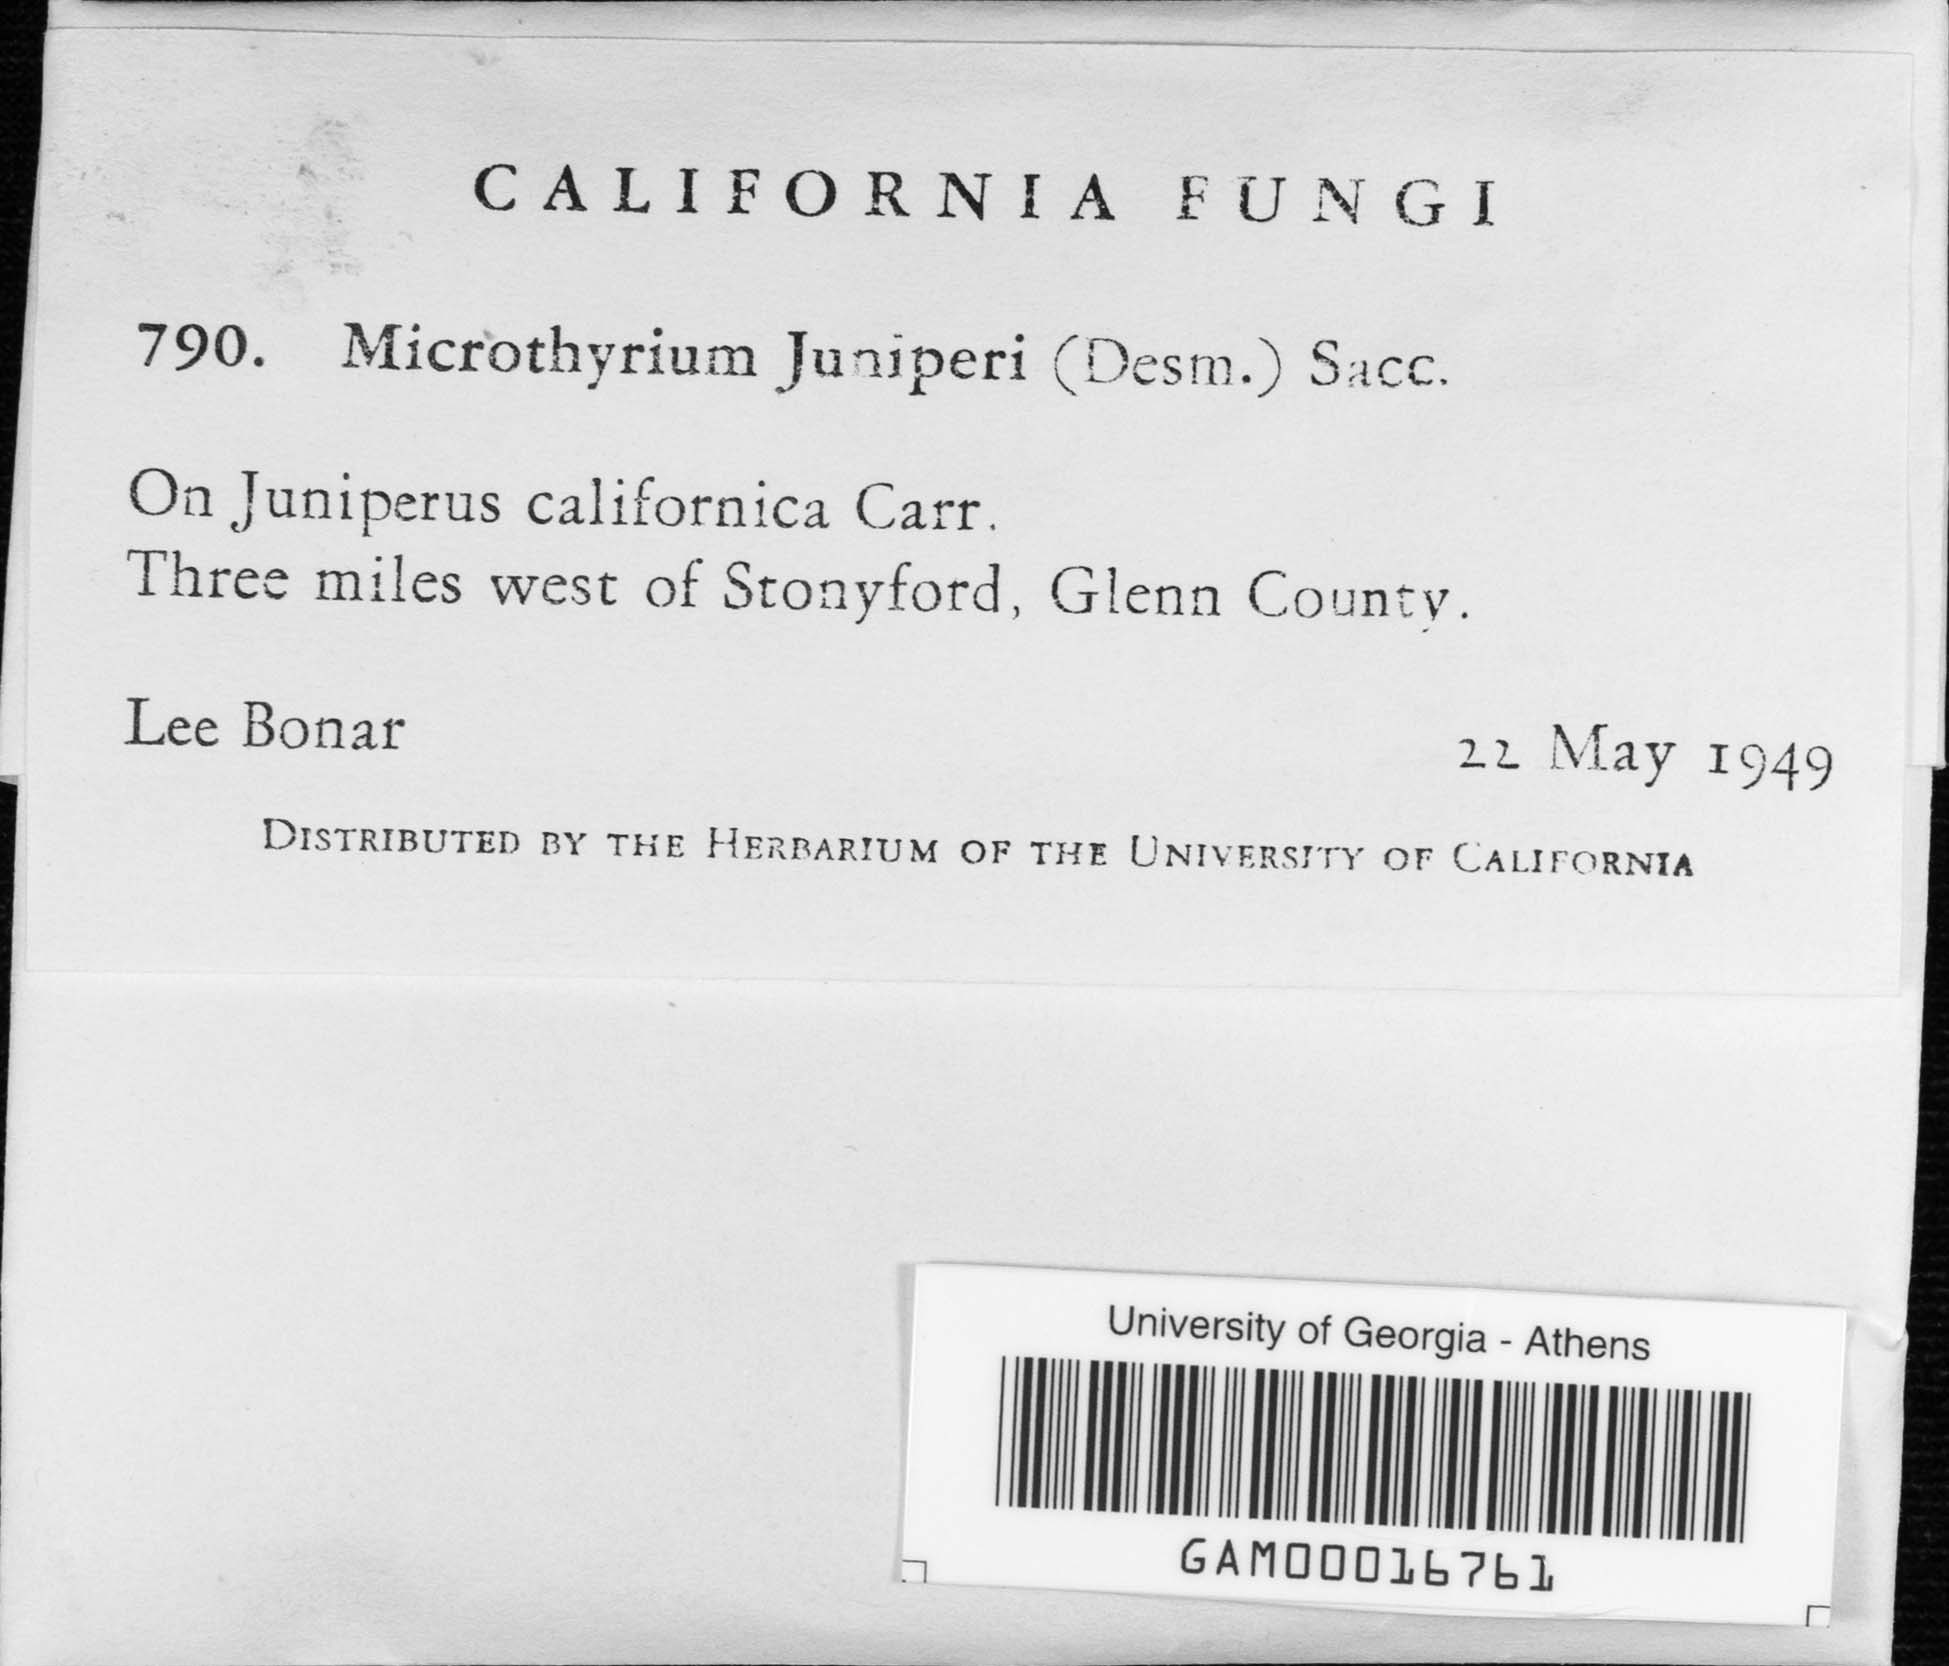 CALIFORNIA FUNGI
790. Microthyrium Juniperi (Desm.) Sacc.
On Juniperus californica Carr.
Three miles west of Stonyford, Glenn County.
Lee Bonar 22 May 1949
DISTRIBUTED BY THE HERBARIUM OF THE UNIVERSITY OF CALIFORNIA
University of Georgia - Athens
GAM00016761